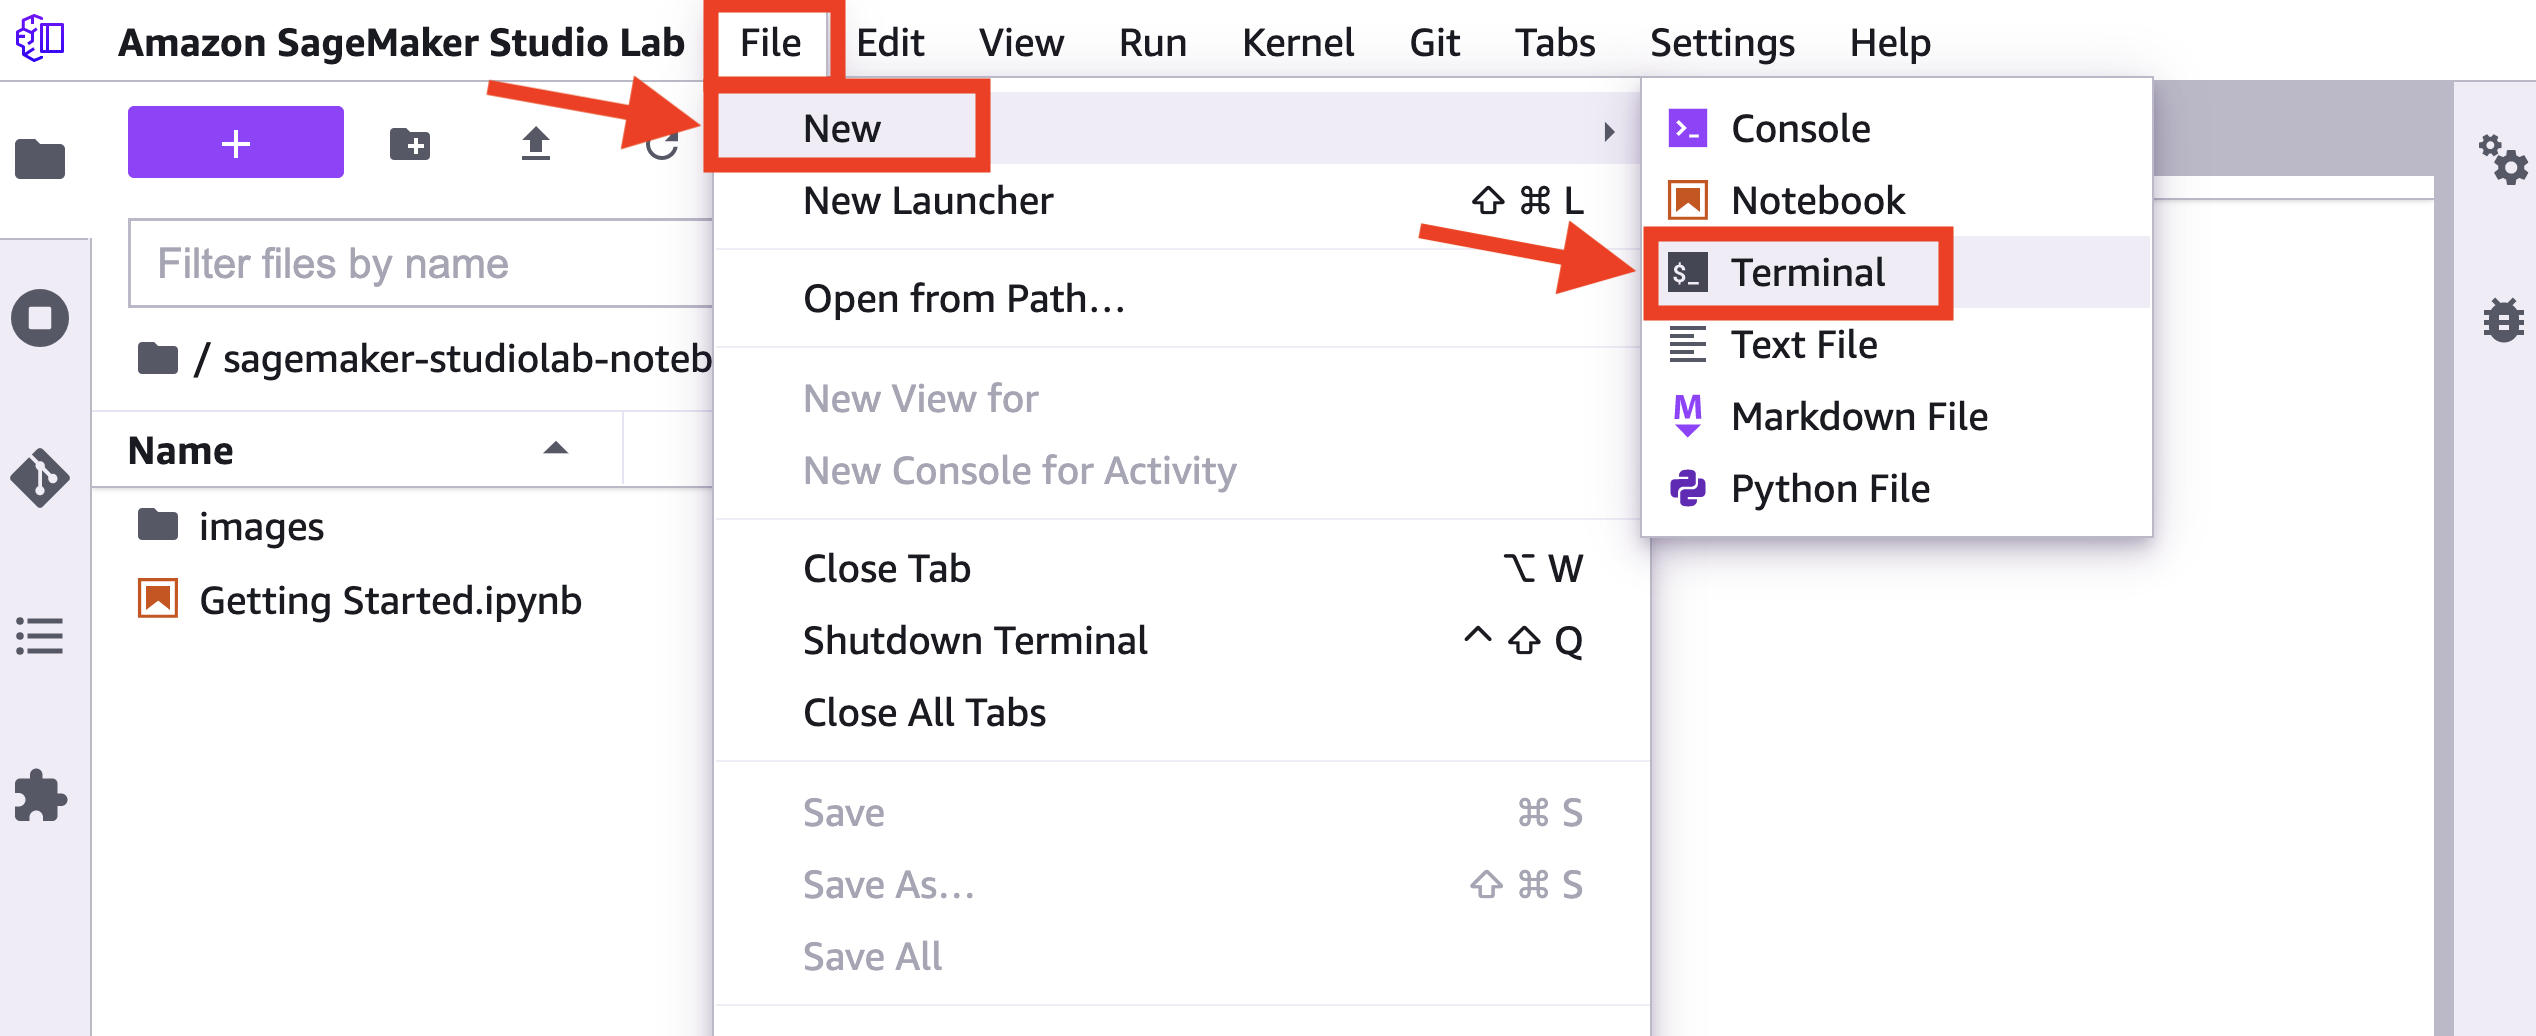 Amazon SageMaker Studio Lab File Edit View Run Kernel Git Tabs Settings Help
+
Filter files by name
/ sagemaker-studiolab-noteb
Name
images
Getting Started.ipynb
New
New Launcher ⇧ ⌘ L
Open from Path…
New View for
New Console for Activity
Close Tab ⌥ W
Shutdown Terminal ^ ⇧ Q
Close All Tabs
Save ⌘ S
Save As… ⇧ ⌘ S
Save All
Console
Notebook
$_ Terminal
Text File
M Markdown File
Python File